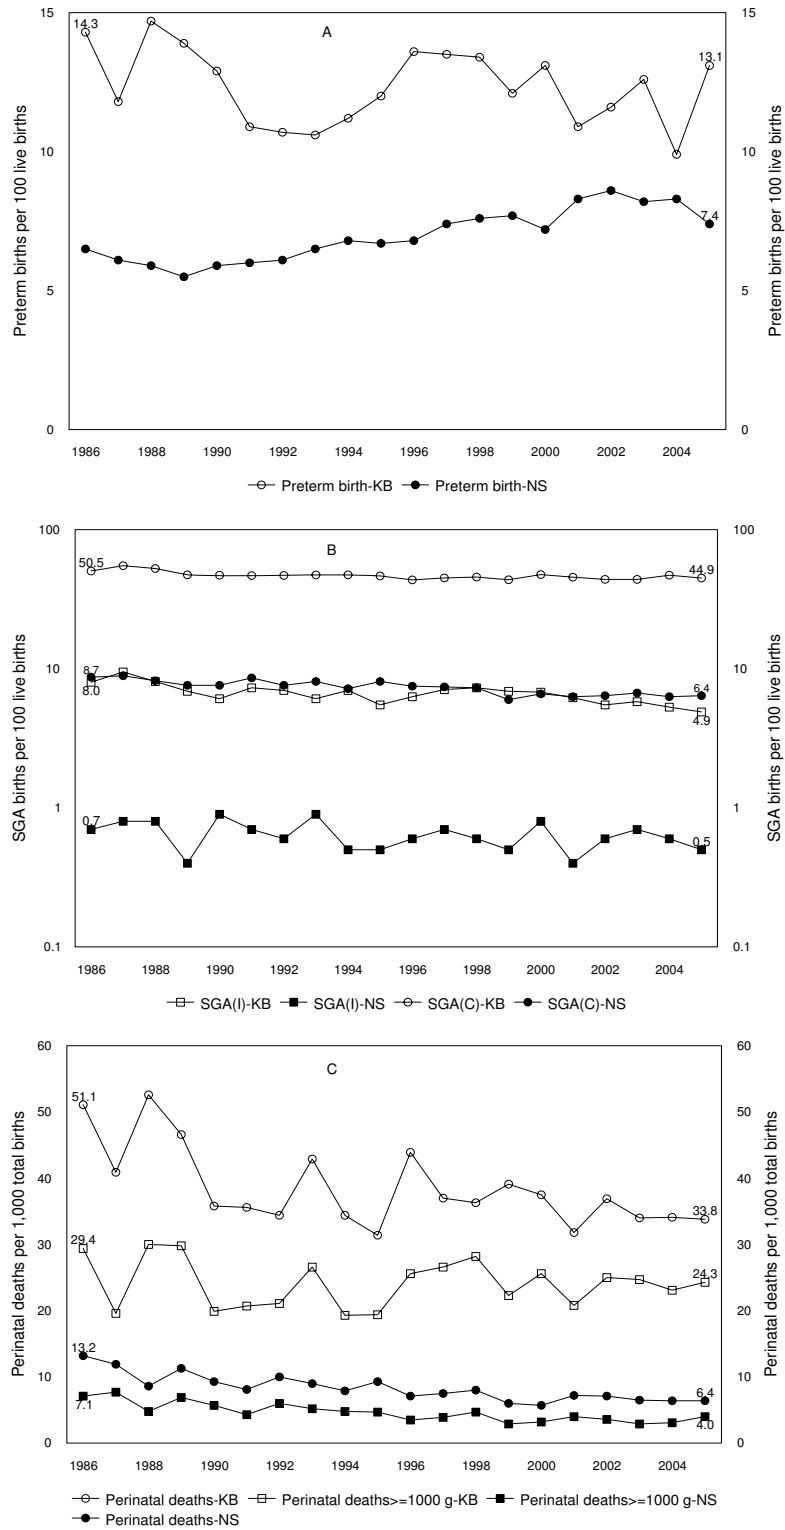 A
15 15
14.3 13.1
10 10
7.4
5 5
0 0
Preterm births per 100 live births
Preterm births per 100 live births
1986 1988 1990 1992 1994 1996 1998 2000 2002 2004
Preterm birth-KB Preterm birth-NS
B
100 100
50.5 44.9
10 10
8.7 6.4
8.0 4.9
1 1
0.7 0.5
0.1 0.1
SGA births per 100 live births
SGA births per 100 live births
1986 1988 1990 1992 1994 1996 1998 2000 2002 2004
SGA(I)-KB SGA(I)-NS SGA(C)-KB SGA(C)-NS
C
60 60
51.1
50 50
40 40
33.8
30 30
29.4 24.3
20 20
13.2
10 10
7.1 6.4
4.0
0 0
Perinatal deaths per 1,000 total births
Perinatal deaths per 1,000 total births
1986 1988 1990 1992 1994 1996 1998 2000 2002 2004
Perinatal deaths-KB Perinatal deaths>=1000 g-KB Perinatal deaths>=1000 g-NS
Perinatal deaths-NS